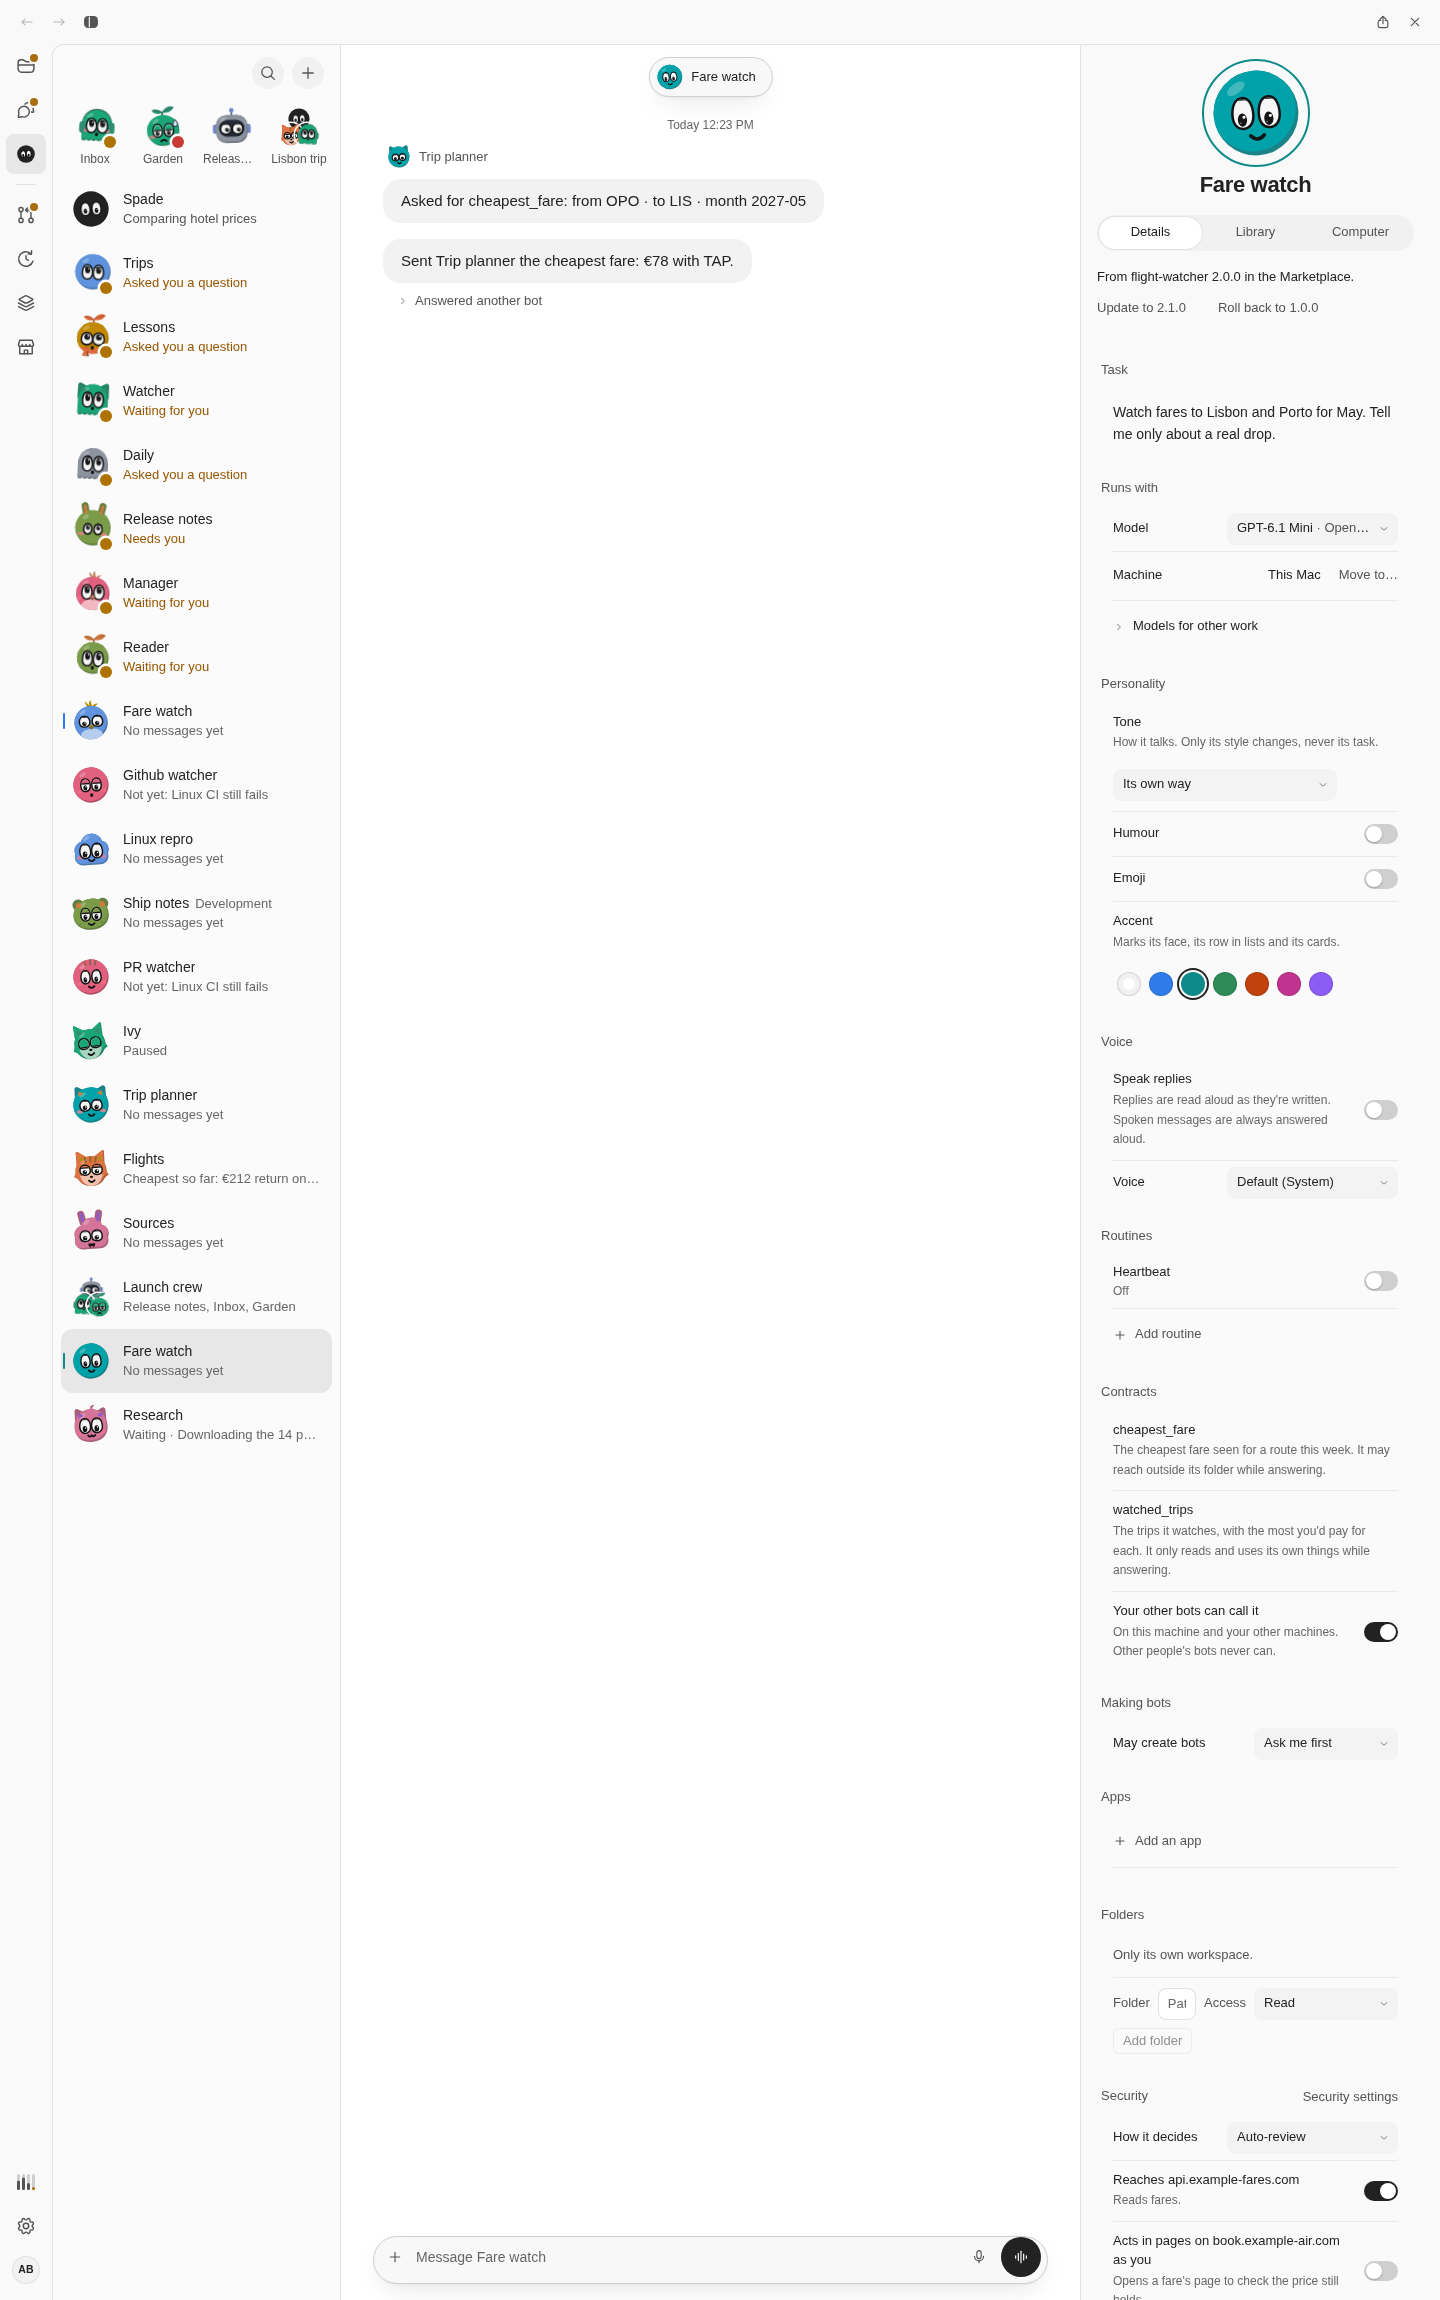 Inbox
Garden
Releas…
Lisbon trip
Spade
Comparing hotel prices
Trips
Asked you a question
Lessons
Asked you a question
Watcher
Waiting for you
Daily
Asked you a question
Release notes
Needs you
Manager
Waiting for you
Reader
Waiting for you
Fare watch
No messages yet
Github watcher
Not yet: Linux CI still fails
Linux repro
No messages yet
Ship notes Development
No messages yet
PR watcher
Not yet: Linux CI still fails
Ivy
Paused
Trip planner
No messages yet
Flights
Cheapest so far: €212 return on…
Sources
No messages yet
Launch crew
Release notes, Inbox, Garden
Fare watch
No messages yet
Research
Waiting · Downloading the 14 p…
AB
Fare watch
Today 12:23 PM
Trip planner
Asked for cheapest_fare: from OPO · to LIS · month 2027-05
Sent Trip planner the cheapest fare: €78 with TAP.
Answered another bot
Message Fare watch
Fare watch
Details
Library
Computer
From flight-watcher 2.0.0 in the Marketplace.
Update to 2.1.0
Roll back to 1.0.0
Task
Watch fares to Lisbon and Porto for May. Tell
me only about a real drop.
Runs with
Model
GPT-6.1 Mini · Open…
Machine
This Mac
Move to…
Models for other work
Personality
Tone
How it talks. Only its style changes, never its task.
Its own way
Humour
Emoji
Accent
Marks its face, its row in lists and its cards.
Voice
Speak replies
Replies are read aloud as they're written.
Spoken messages are always answered
aloud.
Voice
Default (System)
Routines
Heartbeat
Off
Add routine
Contracts
cheapest_fare
The cheapest fare seen for a route this week. It may
reach outside its folder while answering.
watched_trips
The trips it watches, with the most you'd pay for
each. It only reads and uses its own things while
answering.
Your other bots can call it
On this machine and your other machines.
Other people's bots never can.
Making bots
May create bots
Ask me first
Apps
Add an app
Folders
Only its own workspace.
Folder
Pat
Access
Read
Add folder
Security
Security settings
How it decides
Auto-review
Reaches api.example-fares.com
Reads fares.
Acts in pages on book.example-air.com
as you
Opens a fare's page to check the price still
holds.